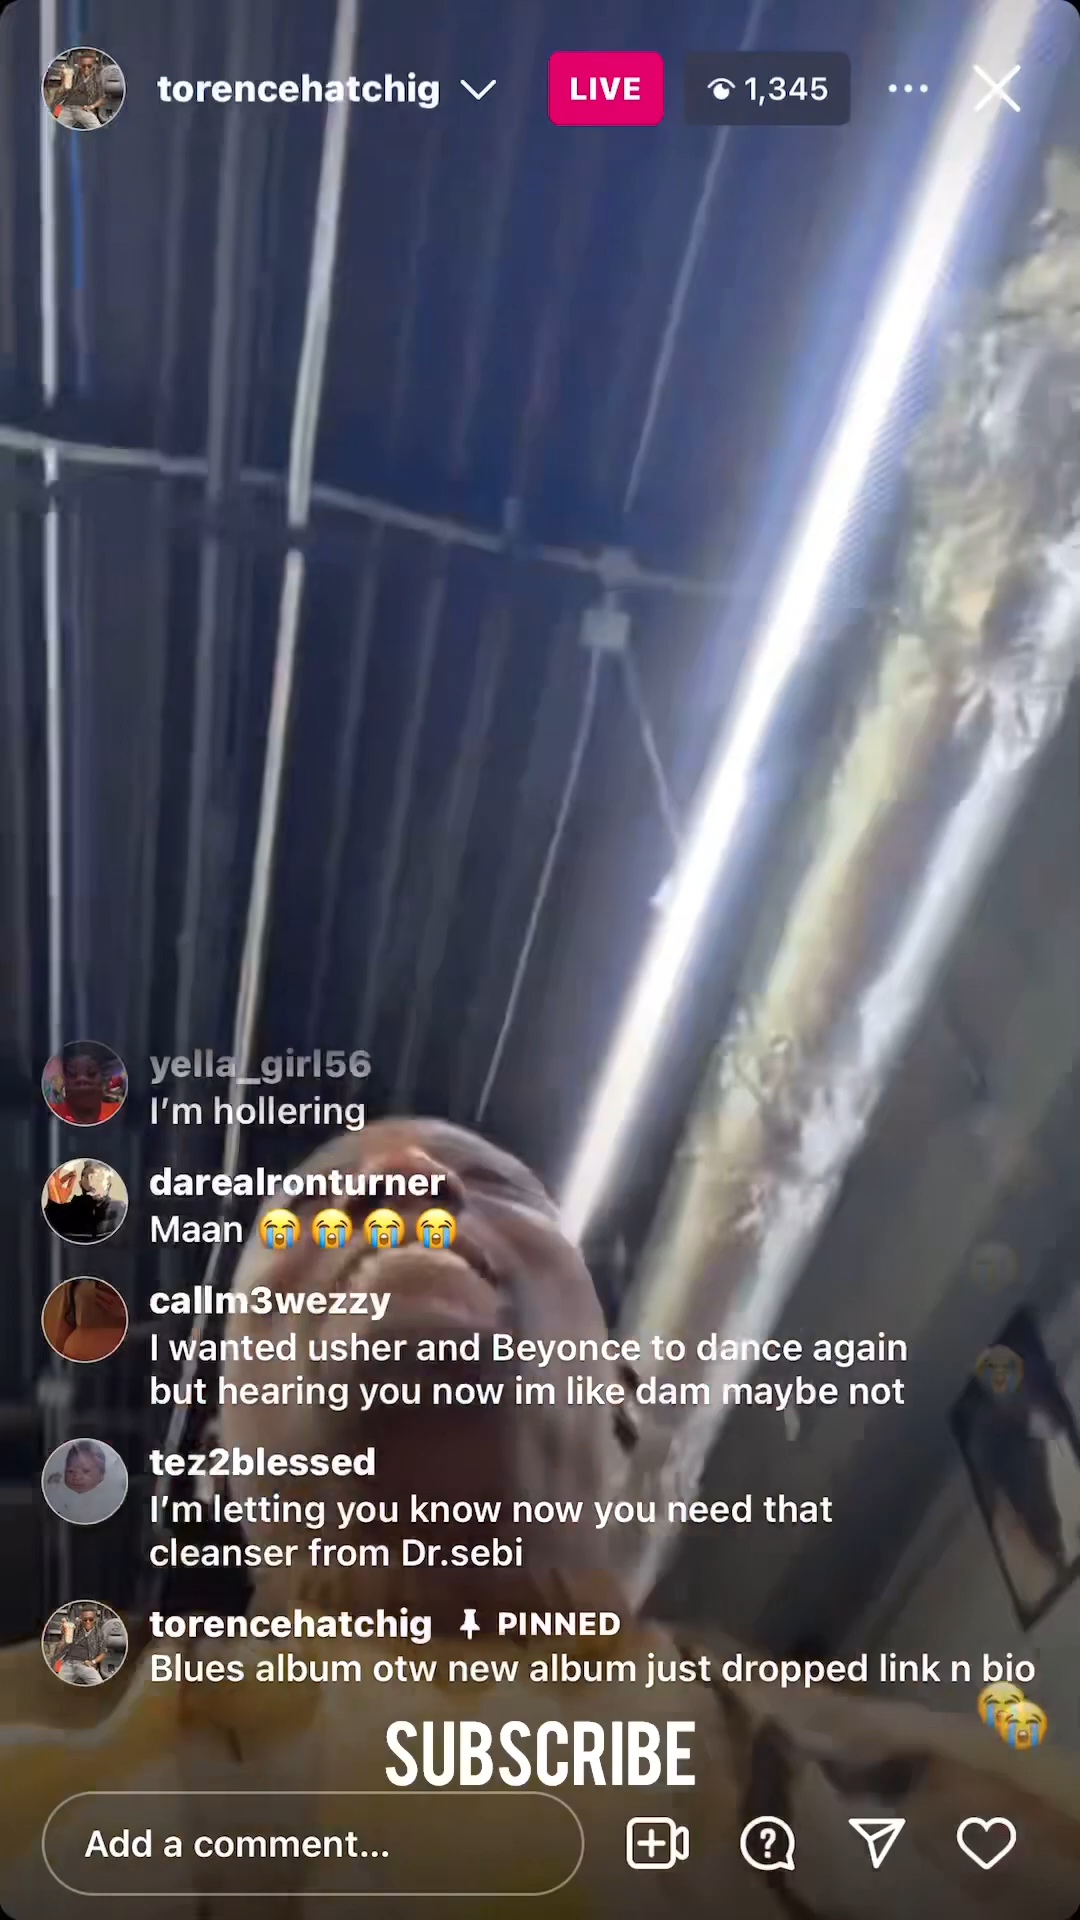 torencehatchig
LIVE
1,345
yella_girl56
I'm hollering
darealronturner
Maan 😭😭😭😭
callm3wezzy
I wanted usher and Beyonce to dance again
but hearing you now im like dam maybe not
tez2blessed
I'm letting you know now you need that
cleanser from Dr.sebi
torencehatchig PINNED
Blues album otw new album just dropped link n bio
SUBSCRIBE
Add a comment...